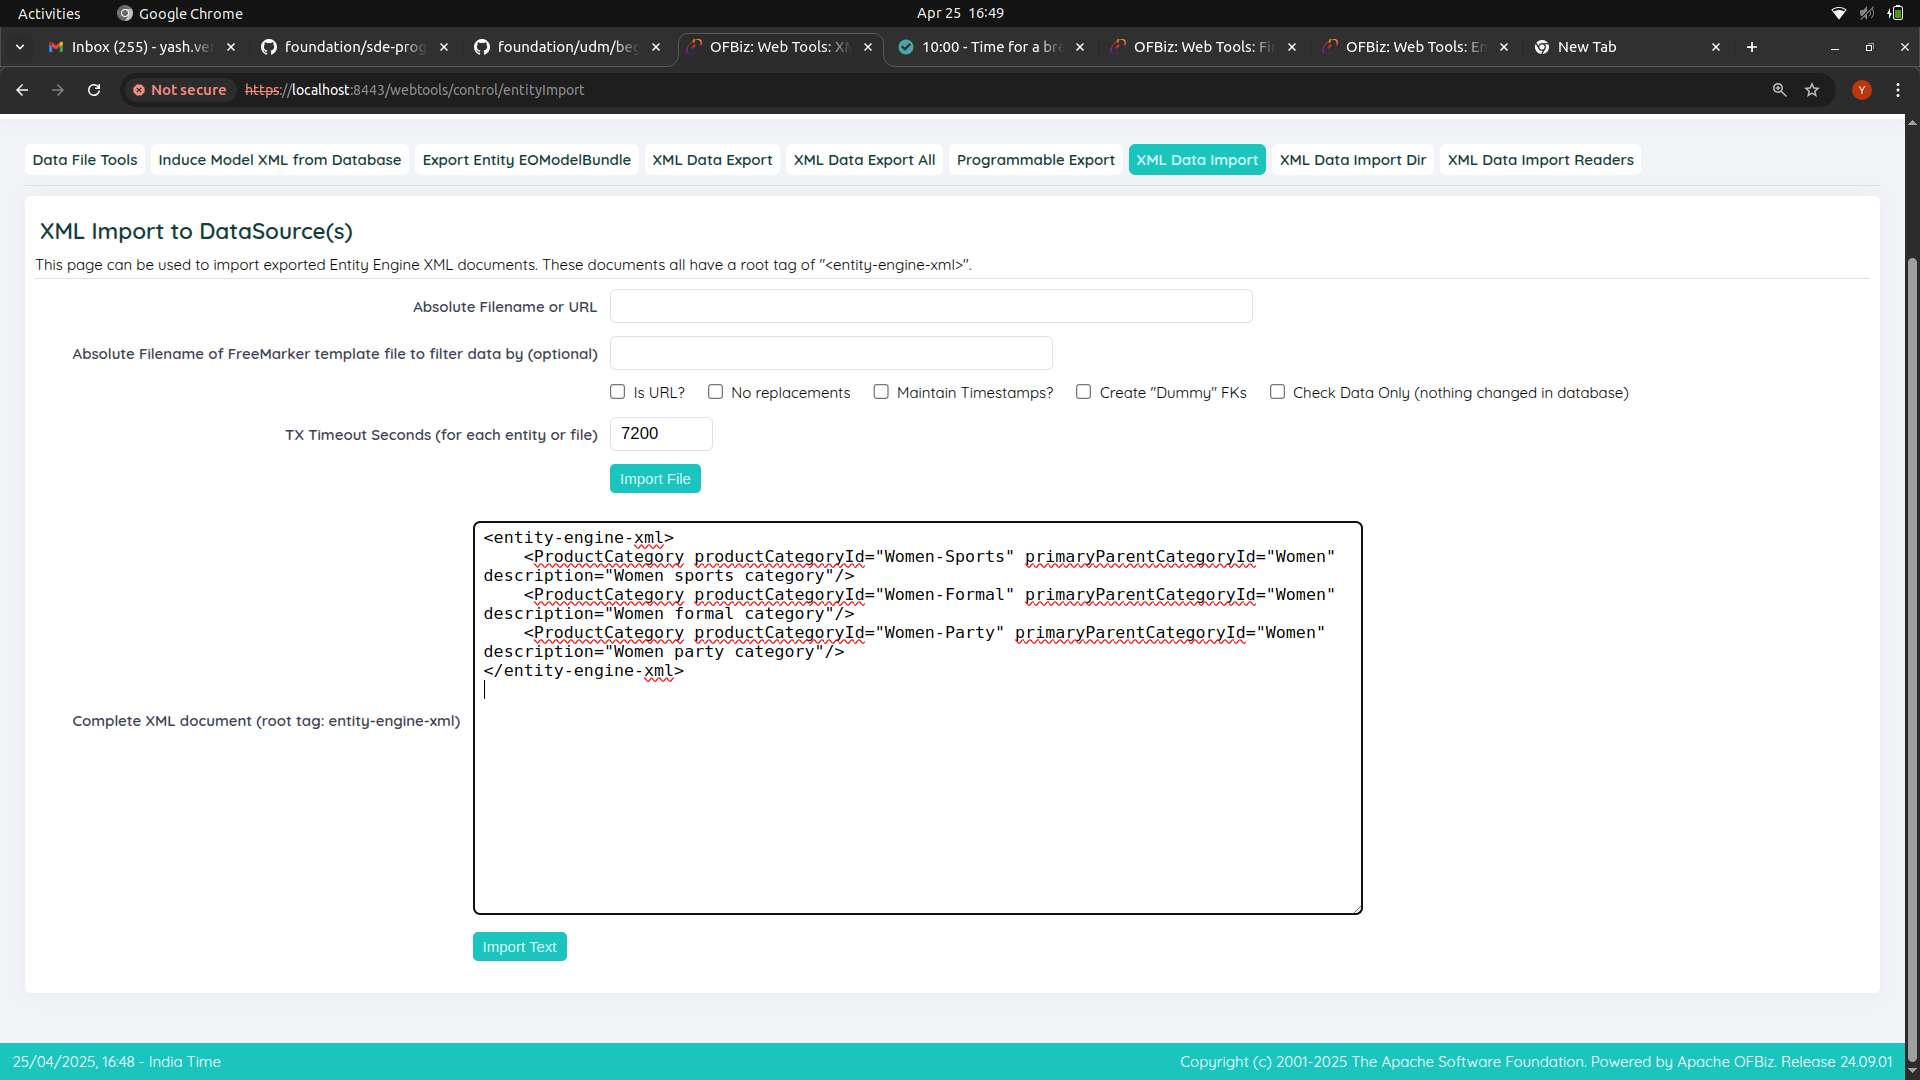 Activities Google Chrome Apr 25 16:49
Inbox (255) - yash.ver foundation/sde-prog foundation/udm/beg OFBiz: Web Tools: XM 10:00 - Time for a bre OFBiz: Web Tools: Fin OFBiz: Web Tools: En New Tab
Not secure https://localhost:8443/webtools/control/entityImport Y
Data File Tools Induce Model XML from Database Export Entity EOModelBundle XML Data Export XML Data Export All Programmable Export XML Data Import XML Data Import Dir XML Data Import Readers
XML Import to DataSource(s)
This page can be used to import exported Entity Engine XML documents. These documents all have a root tag of "<entity-engine-xml>".
Absolute Filename or URL
Absolute Filename of FreeMarker template file to filter data by (optional)
Is URL? No replacements Maintain Timestamps? Create "Dummy" FKs Check Data Only (nothing changed in database)
TX Timeout Seconds (for each entity or file) 7200
Import File
<entity-engine-xml>
<ProductCategory productCategoryId="Women-Sports" primaryParentCategoryId="Women"
description="Women sports category"/>
<ProductCategory productCategoryId="Women-Formal" primaryParentCategoryId="Women"
description="Women formal category"/>
<ProductCategory productCategoryId="Women-Party" primaryParentCategoryId="Women"
description="Women party category"/>
</entity-engine-xml>
Complete XML document (root tag: entity-engine-xml)
Import Text
25/04/2025, 16:48 - India Time Copyright (c) 2001-2025 The Apache Software Foundation. Powered by Apache OFBiz. Release 24.09.01